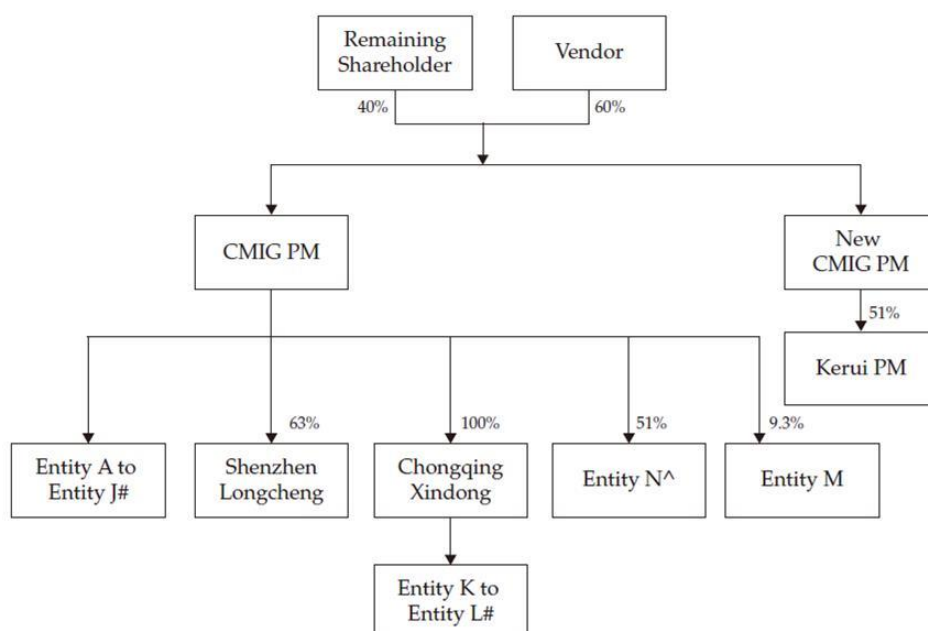 Remaining
Shareholder
Vendor
40%
60%
CMIG PM
New
CMIG PM
51%
Kerui PM
63%
100%
51%
9.3%
Entity A to
Entity J#
Shenzhen
Longcheng
Chongqing
Xindong
Entity N^
Entity M
Entity K to
Entity L#